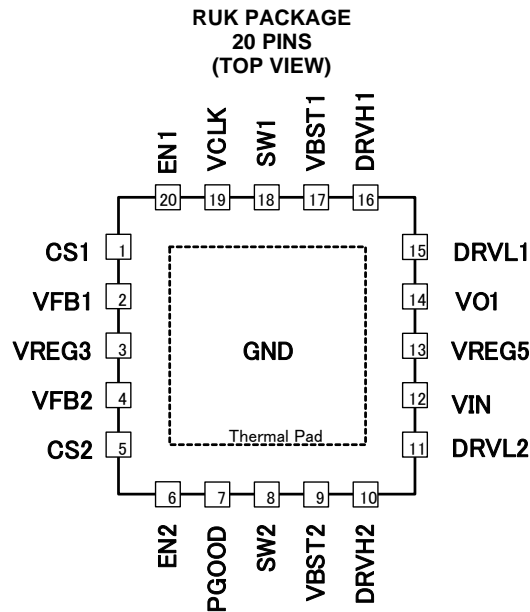 RUK PACKAGE
20 PINS
(TOP VIEW)
EN1
VCLK
SW1
VBST1
DRVH1
20
19
18
17
16
CS1
1
VFB1
2
VREG3
3
VFB2
4
CS2
5
GND
Thermal Pad
15
DRVL1
14
VO1
13
VREG5
12
VIN
11
DRVL2
6
7
8
9
10
EN2
PGOOD
SW2
VBST2
DRVH2